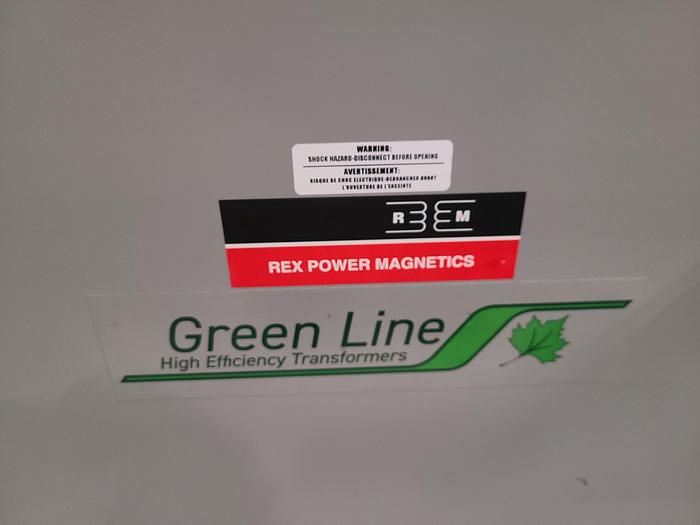 WARNING:
SHOCK HAZARD-DISCONNECT BEFORE OPENING
AVERTISSEMENT:
RISQUE DE CHOC ELECTRIQUE-DEBRANCHER AVANT
L'OUVERTURE DE L'ENCEINTE
R M
REX POWER MAGNETICS
Green Line
High Efficiency Transformers